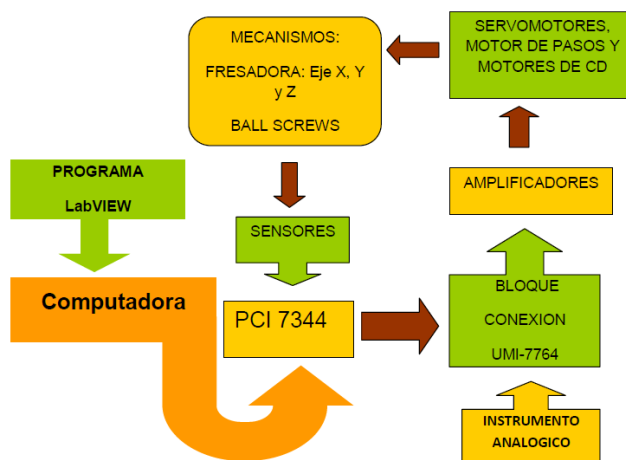 MECANISMOS:
FRESADORA: Eje X, Y
y Z
BALL SCREWS
SERVOMOTORES,
MOTOR DE PASOS Y
MOTORES DE CD
PROGRAMA
LabVIEW
AMPLIFICADORES
SENSORES
Computadora
PCI 7344
BLOQUE
CONEXION
UMI-7764
INSTRUMENTO
ANALOGICO